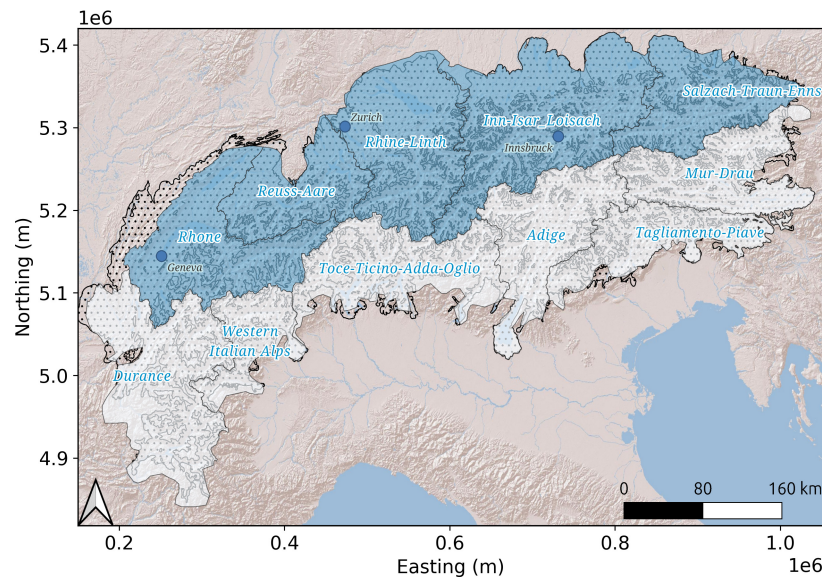 1e6
5.4
5.3
5.2
5.1
5.0
4.9
Northing (m)
Salzach-Traun-Enns
Zurich
Inn-Isar_Loisach
Rhine-Linth
Innsbruck
Mur-Drau
Reuss-Aare
Rhone
Adige
Tagliamento-Piave
Geneva
Toce-Ticino-Adda-Oglio
Western
Italian Alps
Durance
0 80 160 km
0.2 0.4 0.6 0.8 1.0
Easting (m)
1e6